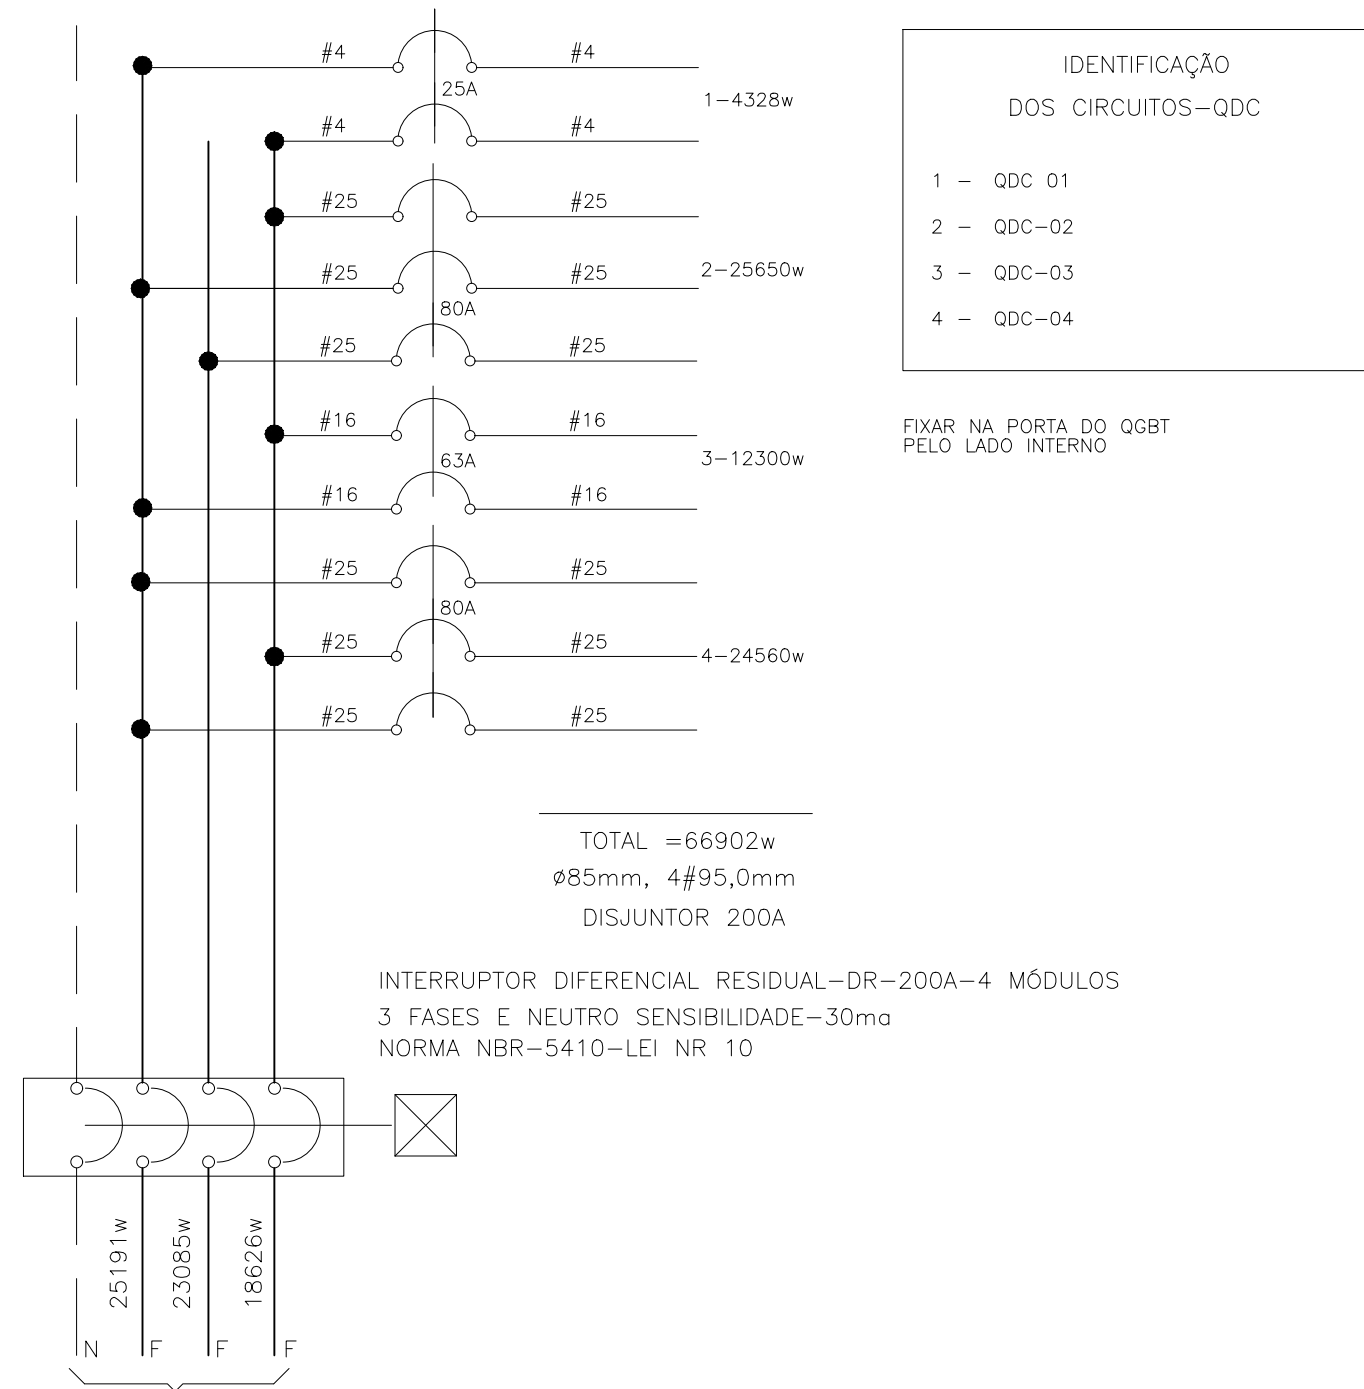 #4
#4
25A
1-4328w
#4
#4
#25
#25
#25
#25
2-25650w
80A
#25
#25
#16
#16
63A
3-12300w
#16
#16
#25
#25
80A
#25
#25
4-24560w
#25
#25
IDENTIFICAÇÃO
DOS CIRCUITOS-QDC
1 - QDC 01
2 - QDC-02
3 - QDC-03
4 - QDC-04
FIXAR NA PORTA DO QGBT
PELO LADO INTERNO
TOTAL =66902w
ø85mm, 4#95,0mm
DISJUNTOR 200A
INTERRUPTOR DIFERENCIAL RESIDUAL-DR-200A-4 MÓDULOS
3 FASES E NEUTRO SENSIBILIDADE-30ma
NORMA NBR-5410-LEI NR 10
25191w
23085w
18626w
N
F
F
F